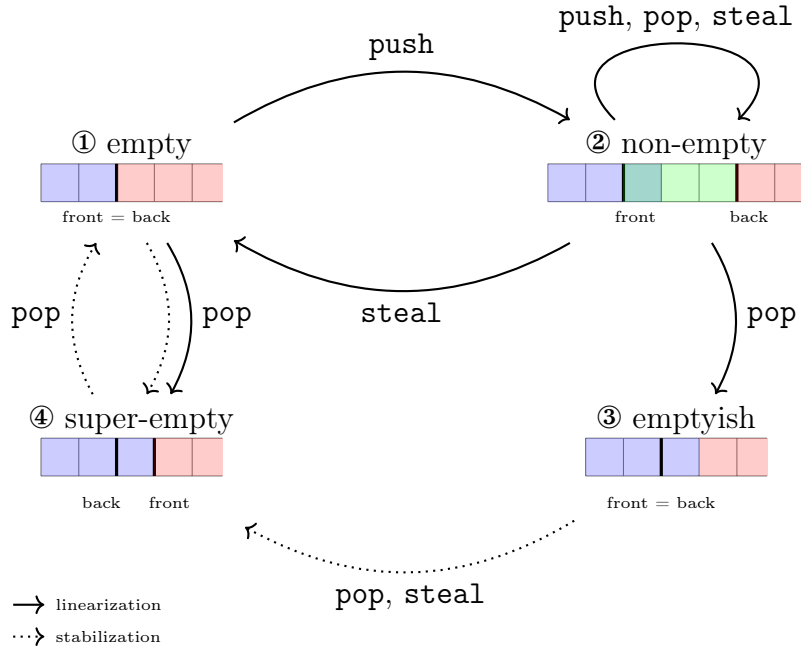 push, pop, steal
push
① empty
② non-empty
front = back
front
back
pop
pop
steal
pop
④ super-empty
③ emptyish
back
front
front = back
pop, steal
linearization
stabilization